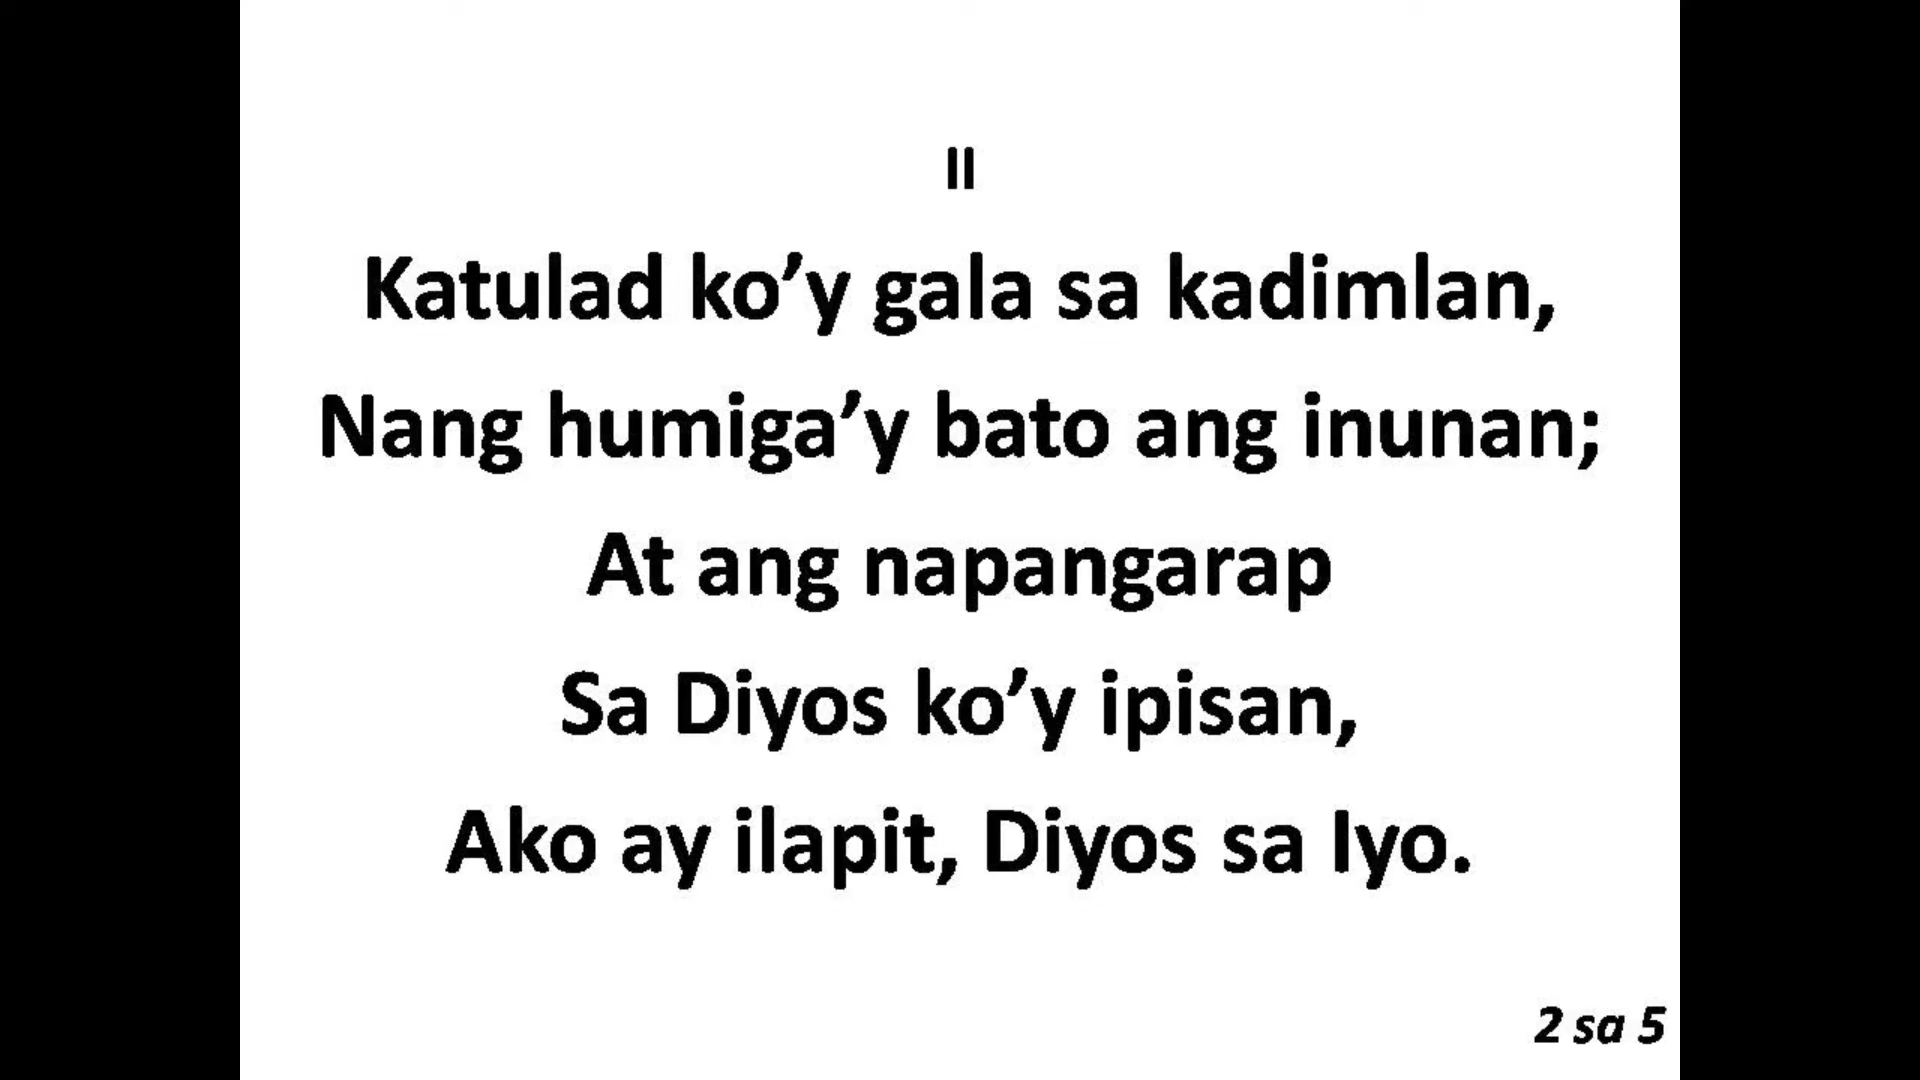 II
Katulad ko’y gala sa kadimlan,
Nang humiga’y bato ang inunan;
At ang napangarap
Sa Diyos ko’y ipisan,
Ako ay ilapit, Diyos sa Iyo.
2 sa 5